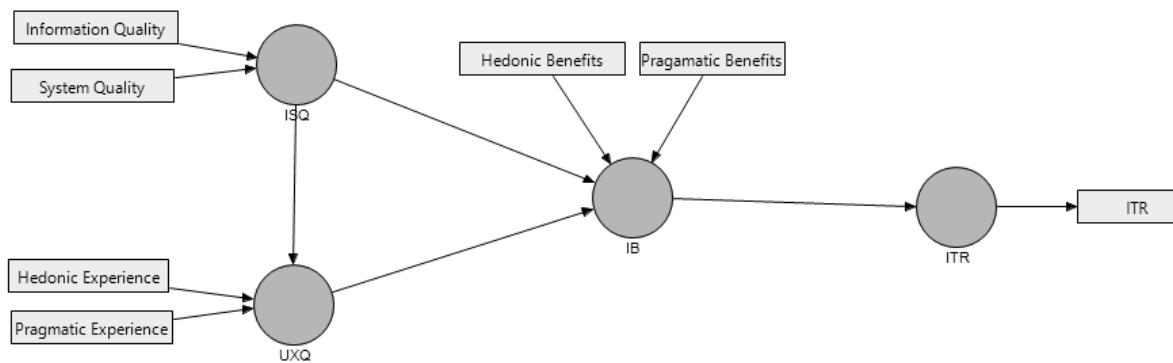 Information Quality
System Quality
ISQ
Hedonic Benefits
Pragamatic Benefits
IB
ITR
ITR
Hedonic Experience
Pragmatic Experience
UXQ